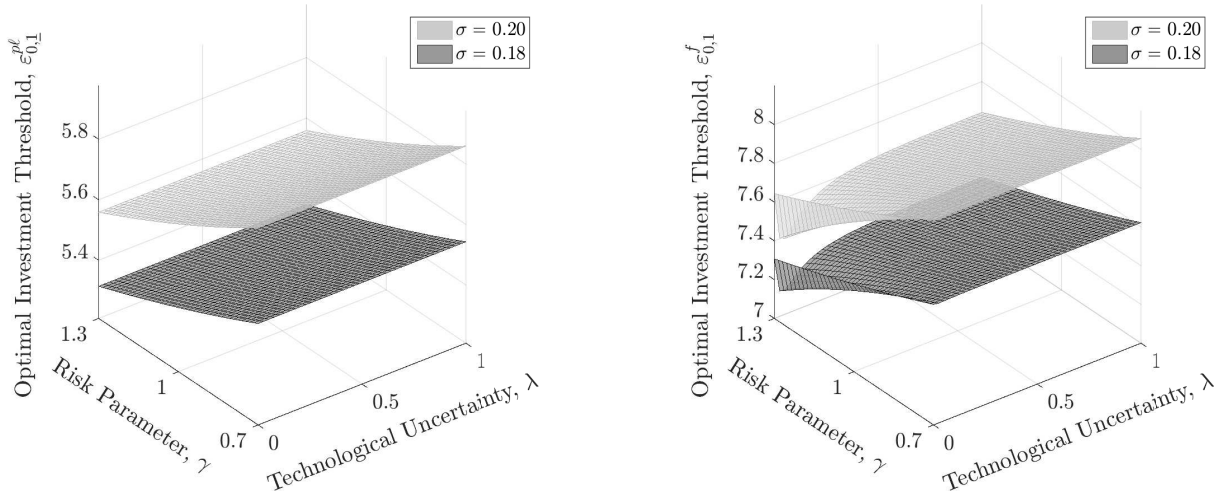 Optimal Investment Threshold, ε^{pℓ}_{0,\underline{1}}
σ = 0.20
σ = 0.18
5.8
5.6
5.4
1.3
1
0.7
Risk Parameter, γ
0
0.5
1
Technological Uncertainty, λ
Optimal Investment Threshold, ε^{f}_{0,1}
σ = 0.20
σ = 0.18
8
7.8
7.6
7.4
7.2
7
1.3
1
0.7
Risk Parameter, γ
0
0.5
1
Technological Uncertainty, λ